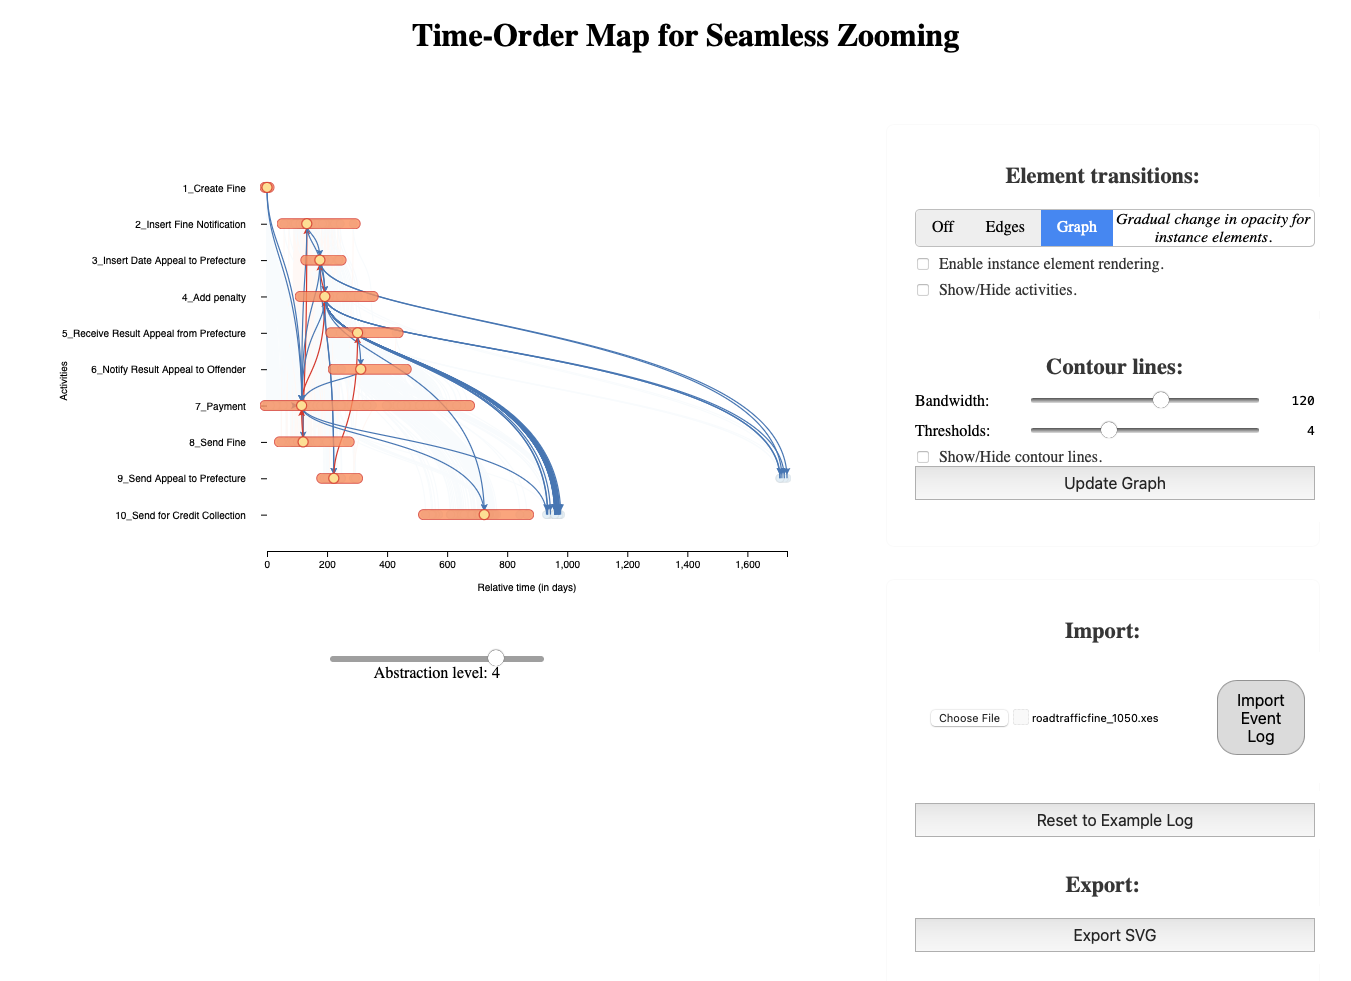 Time-Order Map for Seamless Zooming
1_Create Fine
2_Insert Fine Notification
3_Insert Date Appeal to Prefecture
4_Add penalty
5_Receive Result Appeal from Prefecture
6_Notify Result Appeal to Offender
7_Payment
8_Send Fine
9_Send Appeal to Prefecture
10_Send for Credit Collection
Activities
0 200 400 600 800 1,000 1,200 1,400 1,600
Relative time (in days)
Abstraction level: 4
Element transitions:
Off Edges Graph Gradual change in opacity for
instance elements.
Enable instance element rendering.
Show/Hide activities.
Contour lines:
Bandwidth: 120
Thresholds: 4
Show/Hide contour lines.
Update Graph
Import:
Choose File roadtrafficfine_1050.xes
Import
Event
Log
Reset to Example Log
Export:
Export SVG